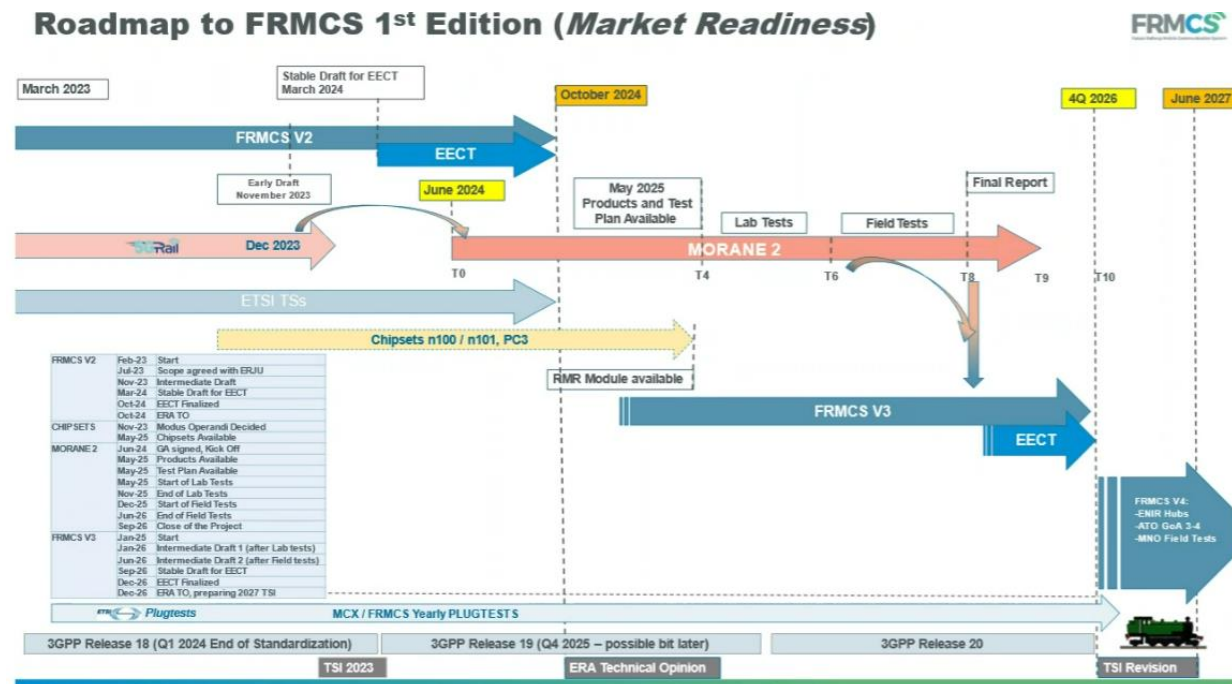 Roadmap to FRMCS 1st Edition (Market Readiness)
FRMCS
March 2023
Stable Draft for EECT
March 2024
October 2024
4Q 2026
June 2027
FRMCS V2
EECT
Early Draft
November 2023
June 2024
May 2025
Products and Test
Plan Available
Lab Tests
Field Tests
Final Report
5GRail
Dec 2023
MORANE 2
T0
T4
T6
T8
T9
T10
ETSI TSs
Chipsets n100 / n101, PC3
RMR Module available
FRMCS V3
EECT
FRMCS V2 Feb-23 Start
Jul-23 Scope agreed with ERJU
Nov-23 Intermediate Draft
Mar-24 Stable Draft for EECT
Oct-24 EECT Finalized
Oct-24 ERA TO
CHIPSETS Nov-23 Modus Operandi Decided
May-25 Chipsets Available
MORANE 2 Jun-24 GA signed, Kick Off
May-25 Products Available
May-25 Test Plan Available
May-25 Start of Lab Tests
Nov-25 End of Lab Tests
Dec-25 Start of Field Tests
Jun-26 End of Field Tests
Sep-26 Close of the Project
FRMCS V3 Jan-25 Start
Jan-26 Intermediate Draft 1 (after Lab tests)
Jun-26 Intermediate Draft 2 (after Field tests)
Sep-26 Stable Draft for EECT
Dec-26 EECT Finalized
Dec-26 ERA TO, preparing 2027 TSI
FRMCS V4:
-ENIR Hubs
-ATO GoA 3-4
-MNO Field Tests
ETSI Plugtests
MCX / FRMCS Yearly PLUGTESTS
3GPP Release 18 (Q1 2024 End of Standardization)
3GPP Release 19 (Q4 2025 – possible bit later)
3GPP Release 20
TSI 2023
ERA Technical Opinion
TSI Revision